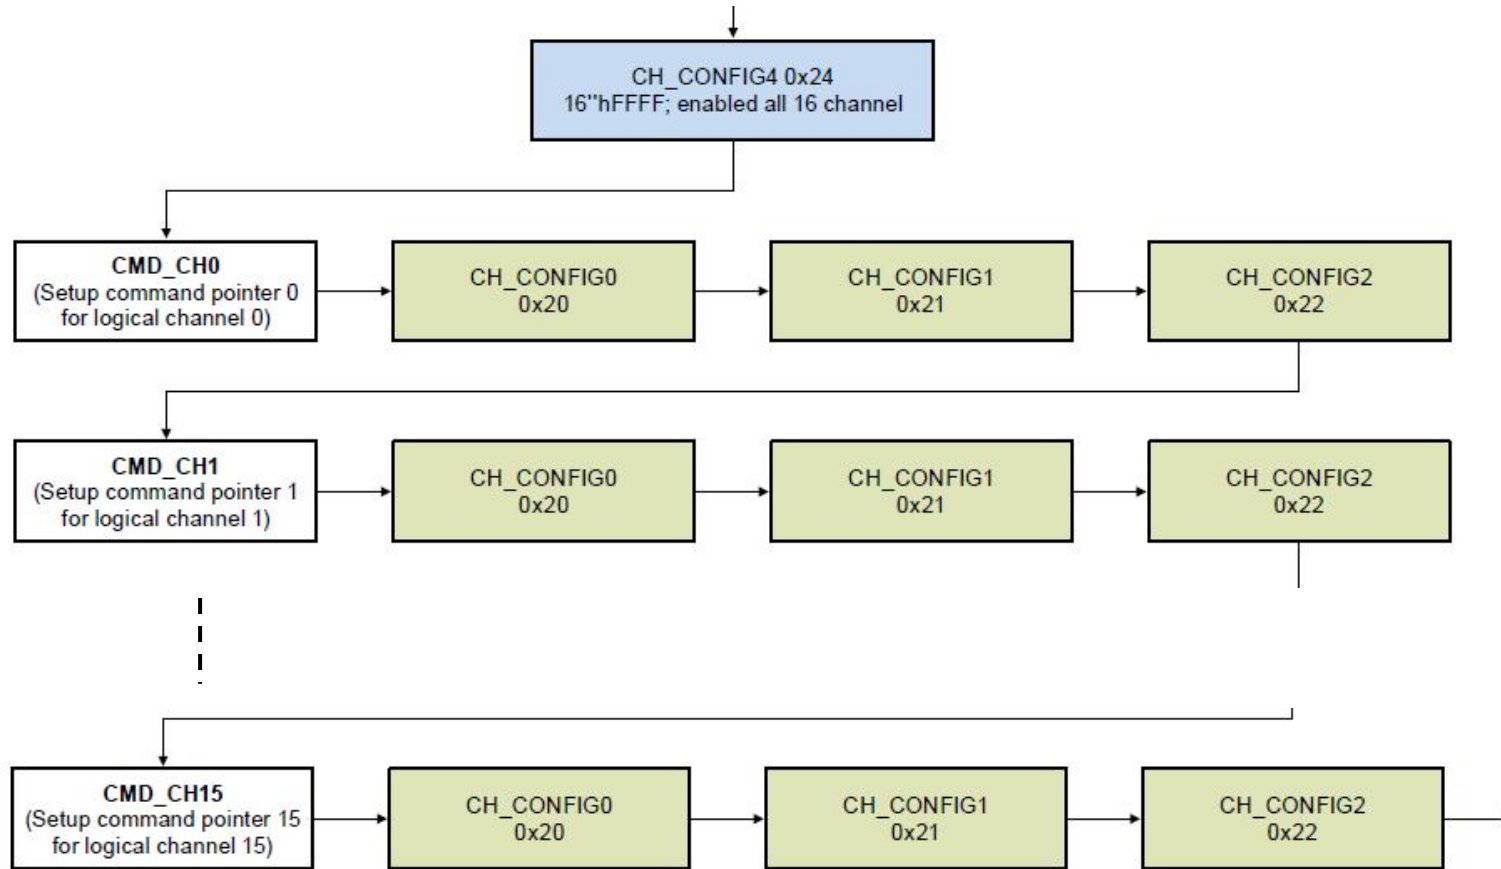 CH_CONFIG4 0x24
16"hFFFF; enabled all 16 channel
CMD_CH0
(Setup command pointer 0
for logical channel 0)
CH_CONFIG0
0x20
CH_CONFIG1
0x21
CH_CONFIG2
0x22
CMD_CH1
(Setup command pointer 1
for logical channel 1)
CH_CONFIG0
0x20
CH_CONFIG1
0x21
CH_CONFIG2
0x22
CMD_CH15
(Setup command pointer 15
for logical channel 15)
CH_CONFIG0
0x20
CH_CONFIG1
0x21
CH_CONFIG2
0x22